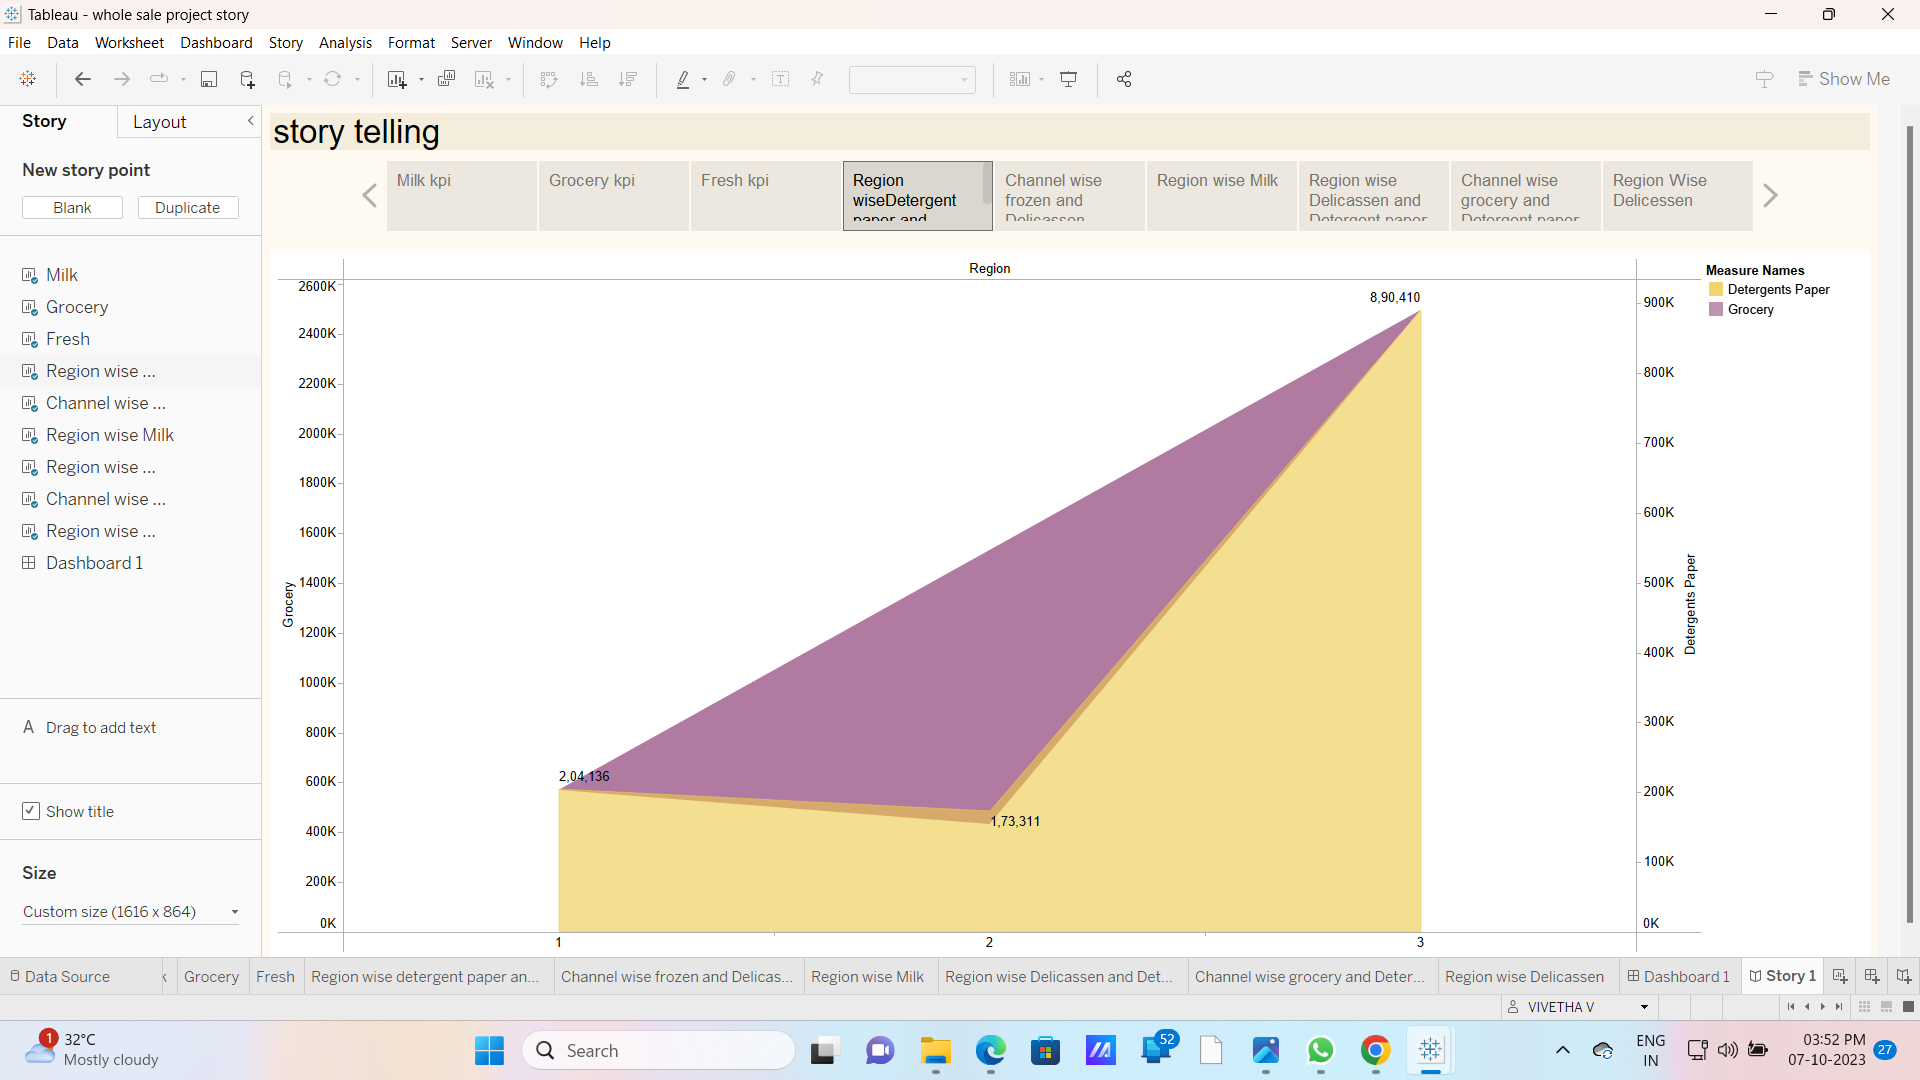 Tableau - whole sale project story
File Data Worksheet Dashboard Story Analysis Format Server Window Help
Show Me
Story Layout
New story point
Blank Duplicate
Milk
Grocery
Fresh
Region wise ...
Channel wise ...
Region wise Milk
Region wise ...
Channel wise ...
Region wise ...
Dashboard 1
A Drag to add text
Show title
Size
Custom size (1616 x 864)
story telling
Milk kpi
Grocery kpi
Fresh kpi
Region
wiseDetergent
paper and
Channel wise
frozen and
Delicassen
Region wise Milk
Region wise
Delicassen and
Detergent paper
Channel wise
grocery and
Detergent paper
Region Wise
Delicessen
Region
Grocery
2600K
2400K
2200K
2000K
1800K
1600K
1400K
1200K
1000K
800K
600K
400K
200K
0K
8,90,410
2,04,136
1,73,311
1 2 3
900K
800K
700K
600K
500K
400K
300K
200K
100K
0K
Detergents Paper
Measure Names
Detergents Paper
Grocery
Data Source k Grocery Fresh Region wise detergent paper an... Channel wise frozen and Delicas... Region wise Milk Region wise Delicassen and Det... Channel wise grocery and Deter... Region wise Delicassen Dashboard 1 Story 1
VIVETHA V
1 32°C
Mostly cloudy
Search
52
ENG
IN
03:52 PM
07-10-2023
27